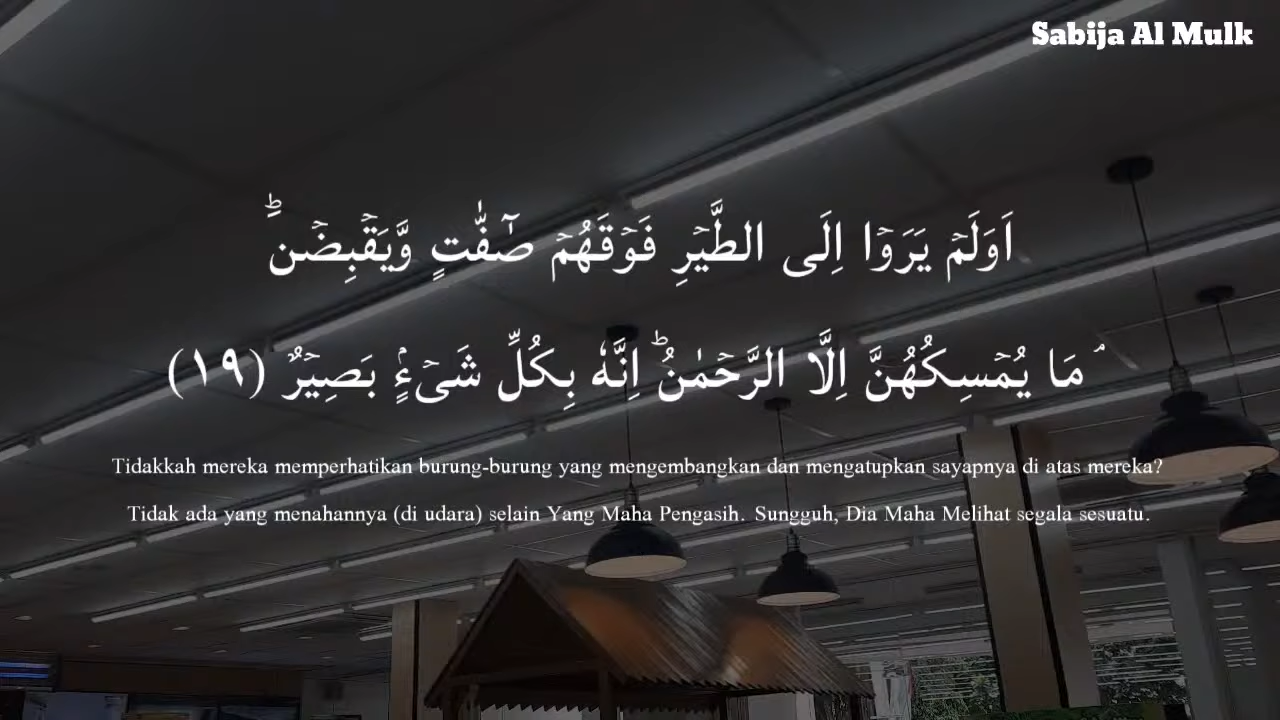 Sabija Al Mulk
اَوَلَمۡ يَرَوۡا اِلَى الطَّيۡرِ فَوۡقَهُمۡ صٰٓفّٰتٍ وَّيَقۡبِضۡنَ ؕ
ۘ مَا يُمۡسِكُهُنَّ اِلَّا الرَّحۡمٰنُ‌ؕ اِنَّهٗ بِكُلِّ شَىۡءٍۢ بَصِيۡرٌ (١٩)
Tidakkah mereka memperhatikan burung-burung yang mengembangkan dan mengatupkan sayapnya di atas mereka?
Tidak ada yang menahannya (di udara) selain Yang Maha Pengasih. Sungguh, Dia Maha Melihat segala sesuatu.